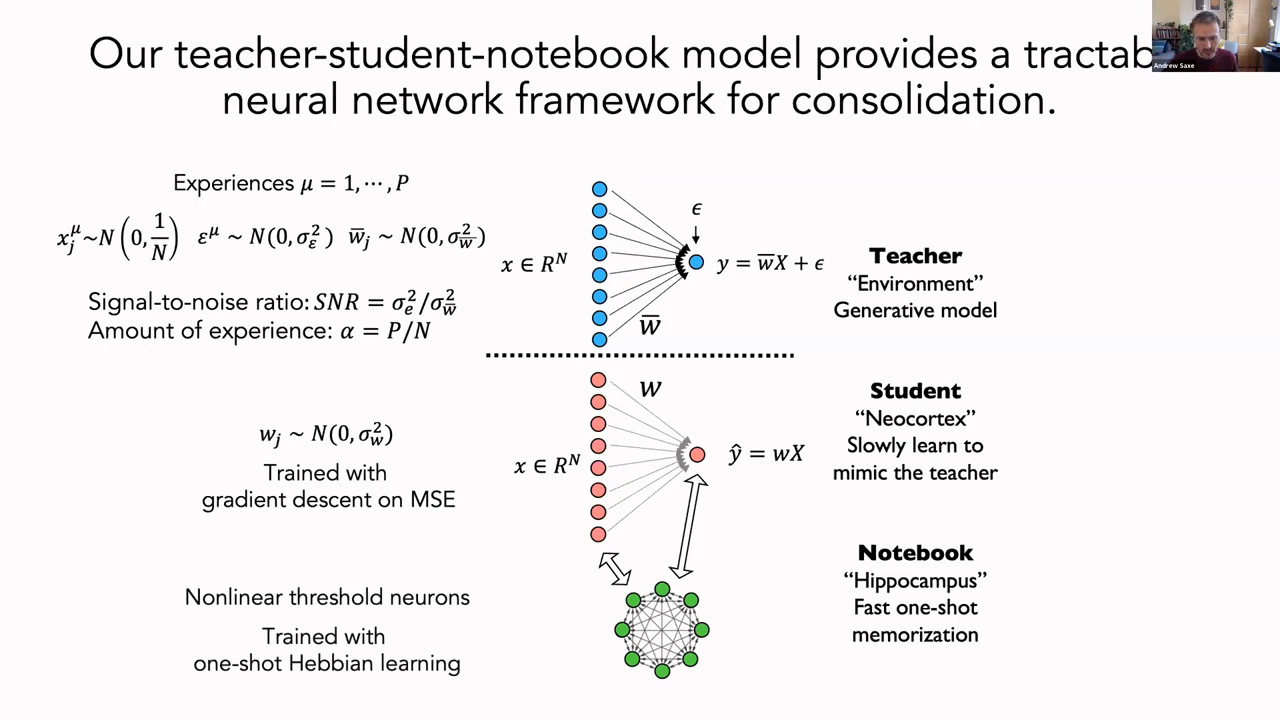 Our teacher-student-notebook model provides a tractab
neural network framework for consolidation.
Andrew Saxe
Experiences μ = 1, ⋯ , P
x_j^μ ~ N(0, 1/N)  ε^μ ~ N(0, σ_ε^2)  w̄_j ~ N(0, σ_w̄^2)
Signal-to-noise ratio: SNR = σ_e^2/σ_w̄^2
Amount of experience: α = P/N
x ∈ R^N
ϵ
y = w̄X + ϵ
w̄
Teacher
“Environment”
Generative model
w_j ~ N(0, σ_w^2)
Trained with
gradient descent on MSE
x ∈ R^N
w
ŷ = wX
Student
“Neocortex”
Slowly learn to
mimic the teacher
Nonlinear threshold neurons
Trained with
one-shot Hebbian learning
Notebook
“Hippocampus”
Fast one-shot
memorization